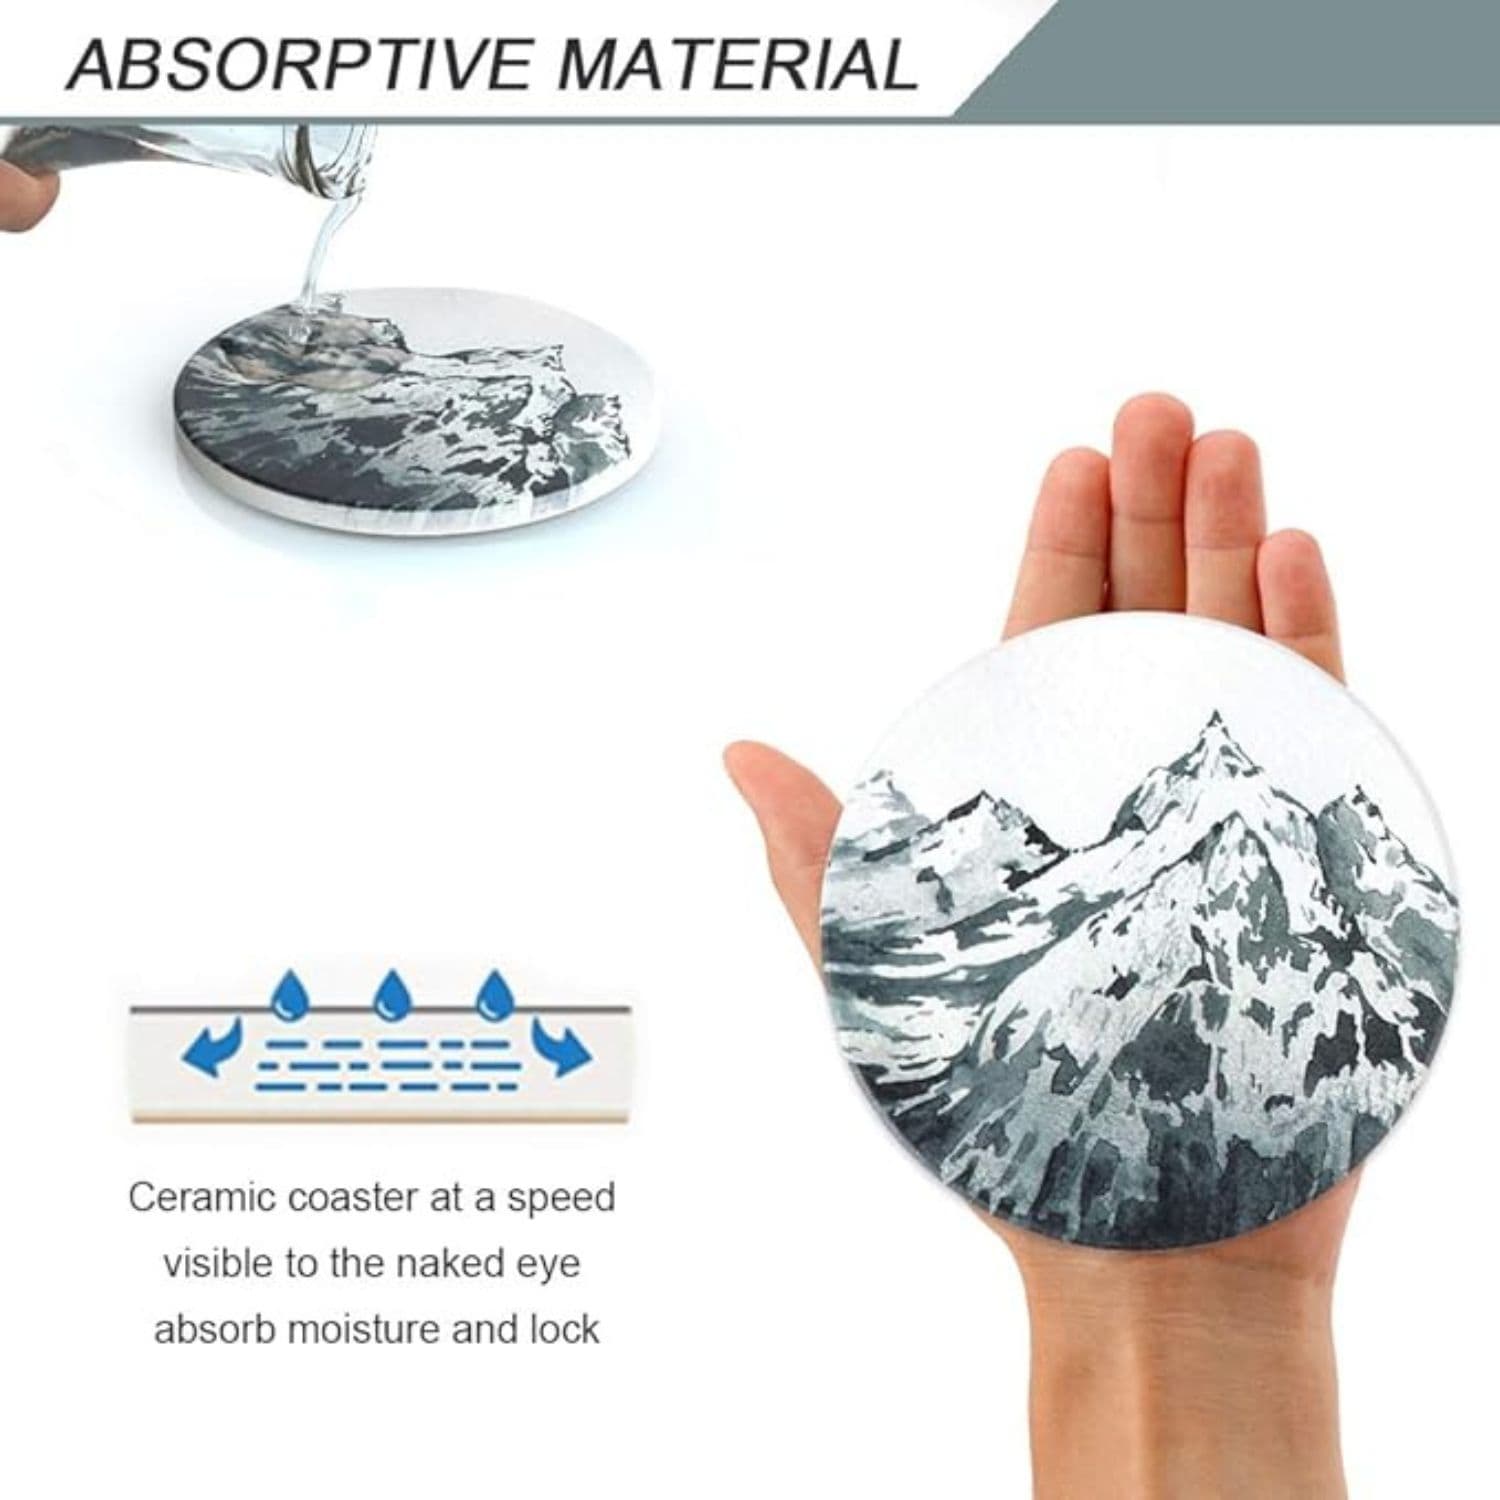 ABSORPTIVE MATERIAL
Ceramic coaster at a speed
visible to the naked eye
absorb moisture and lock